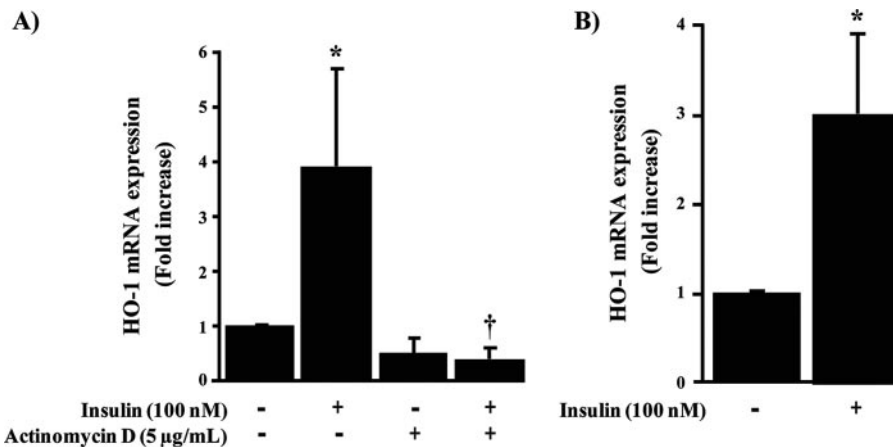 A)
HO-1 mRNA expression
(Fold increase)
6
5
4
3
2
1
0
*
†
Insulin (100 nM) - + - +
Actinomycin D (5 µg/mL) - - + +
B)
HO-1 mRNA expression
(Fold increase)
4
3
2
1
0
*
Insulin (100 nM) - +